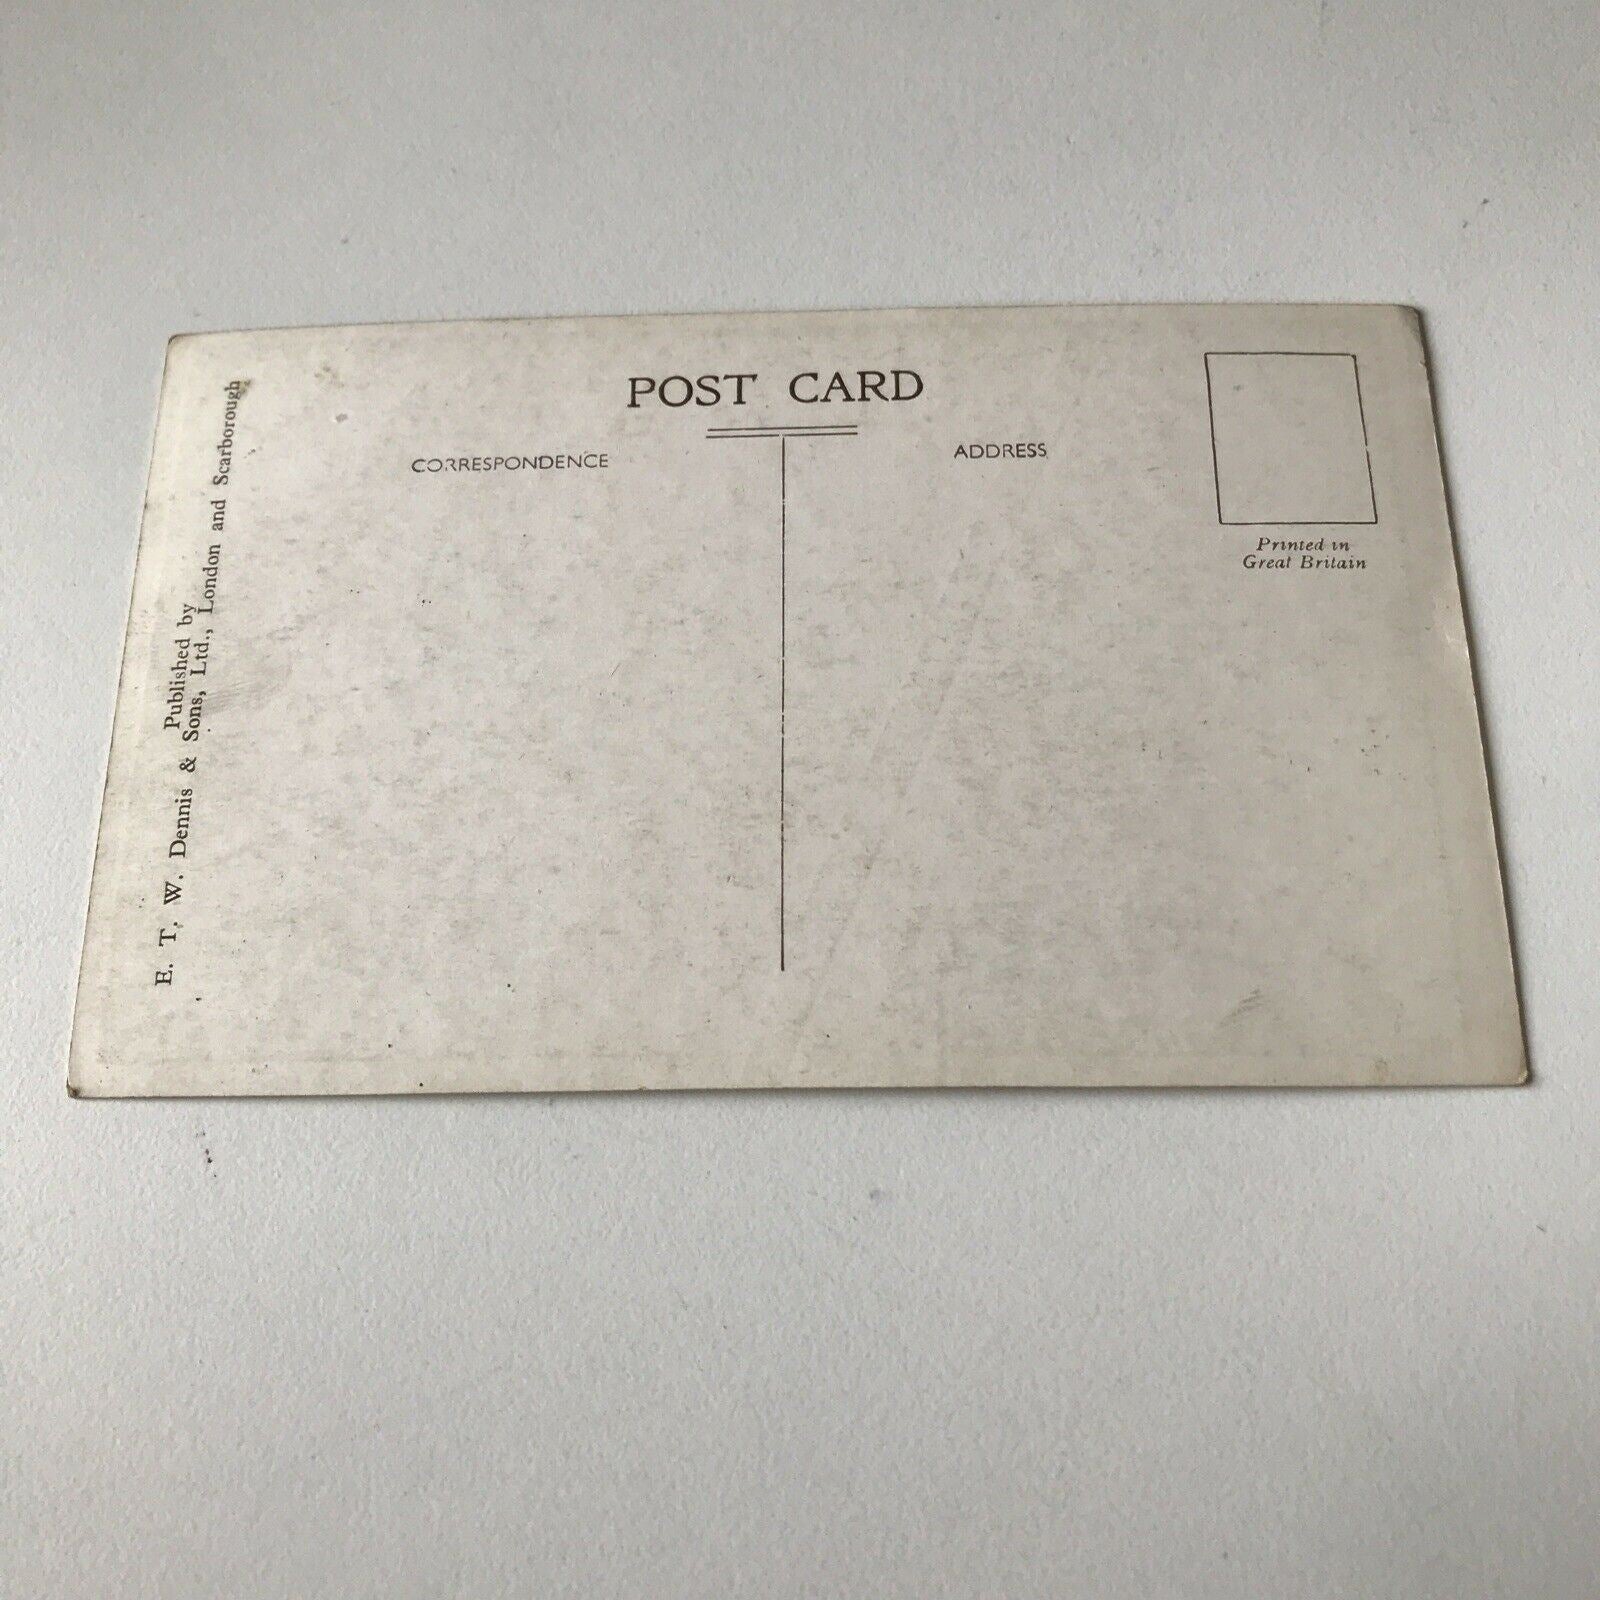 POST CARD
CORRESPONDENCE
ADDRESS
Printed in
Great Britain
Published by
E. T. W. Dennis & Sons, Ltd., London and Scarborough